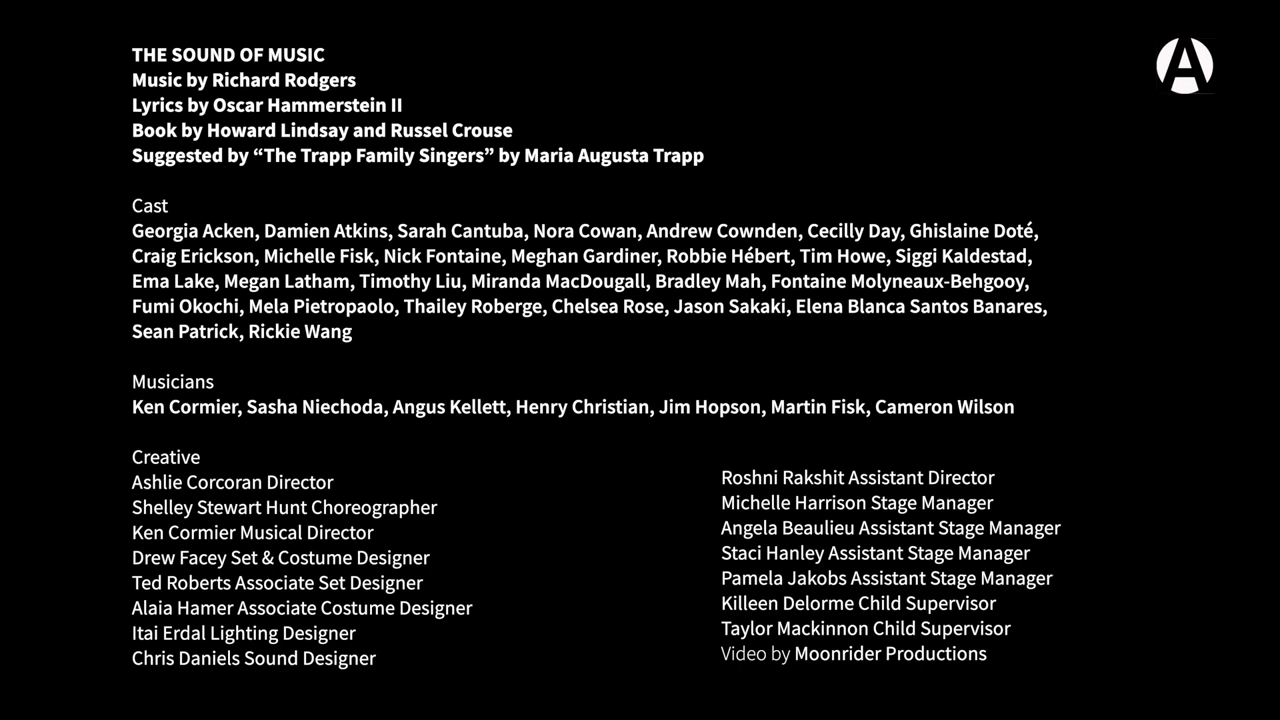 THE SOUND OF MUSIC
Music by Richard Rodgers
Lyrics by Oscar Hammerstein II
Book by Howard Lindsay and Russel Crouse
Suggested by “The Trapp Family Singers” by Maria Augusta Trapp
Cast
Georgia Acken, Damien Atkins, Sarah Cantuba, Nora Cowan, Andrew Cownden, Cecilly Day, Ghislaine Doté,
Craig Erickson, Michelle Fisk, Nick Fontaine, Meghan Gardiner, Robbie Hébert, Tim Howe, Siggi Kaldestad,
Ema Lake, Megan Latham, Timothy Liu, Miranda MacDougall, Bradley Mah, Fontaine Molyneaux-Behgooy,
Fumi Okochi, Mela Pietropaolo, Thailey Roberge, Chelsea Rose, Jason Sakaki, Elena Blanca Santos Banares,
Sean Patrick, Rickie Wang
Musicians
Ken Cormier, Sasha Niechoda, Angus Kellett, Henry Christian, Jim Hopson, Martin Fisk, Cameron Wilson
Creative
Ashlie Corcoran Director
Shelley Stewart Hunt Choreographer
Ken Cormier Musical Director
Drew Facey Set & Costume Designer
Ted Roberts Associate Set Designer
Alaia Hamer Associate Costume Designer
Itai Erdal Lighting Designer
Chris Daniels Sound Designer
Roshni Rakshit Assistant Director
Michelle Harrison Stage Manager
Angela Beaulieu Assistant Stage Manager
Staci Hanley Assistant Stage Manager
Pamela Jakobs Assistant Stage Manager
Killeen Delorme Child Supervisor
Taylor Mackinnon Child Supervisor
Video by Moonrider Productions
A